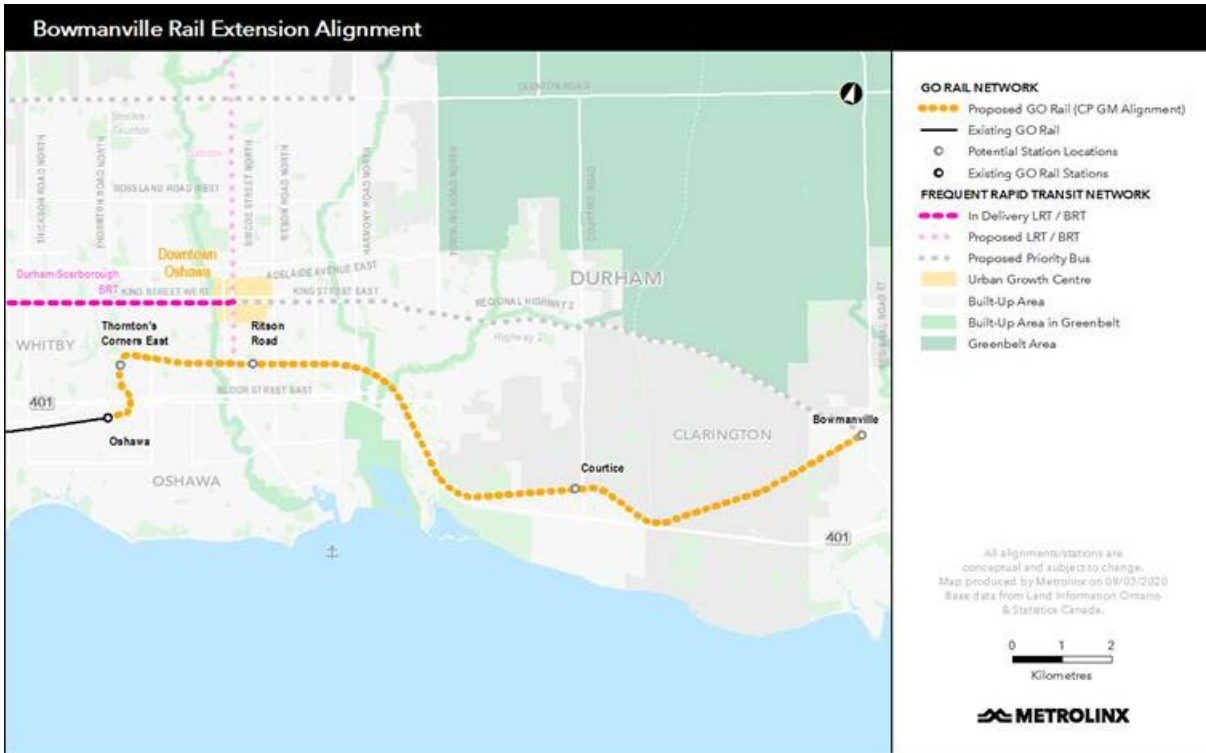 Bowmanville Rail Extension Alignment
TAUNTON ROAD
ROSSLAND ROAD WEST
THORNTON ROAD NORTH
SIMCOE STREET NORTH
RITSON ROAD NORTH
HARMONY ROAD NORTH
COURTICE ROAD
Downtown
Oshawa
ADELAIDE AVENUE EAST
Durham-Scarborough
BRT
KING STREET EAST
DURHAM
REGIONAL HIGHWAY 2
Highway 2
WHITBY
Thornton's
Corners East
Ritson
Road
BLOOR STREET EAST
401
Oshawa
OSHAWA
Courtice
CLARINGTON
Bowmanville
401
GO RAIL NETWORK
Proposed GO Rail (CP GM Alignment)
Existing GO Rail
Potential Station Locations
Existing GO Rail Stations
FREQUENT RAPID TRANSIT NETWORK
In Delivery LRT / BRT
Proposed LRT / BRT
Proposed Priority Bus
Urban Growth Centre
Built-Up Area
Built-Up Area in Greenbelt
Greenbelt Area
All alignments/stations are
conceptual and subject to change.
Map produced by Metrolinx on 09/03/2020
Base data from Land Information Ontario
& Statistics Canada.
0 1 2
Kilometres
METROLINX